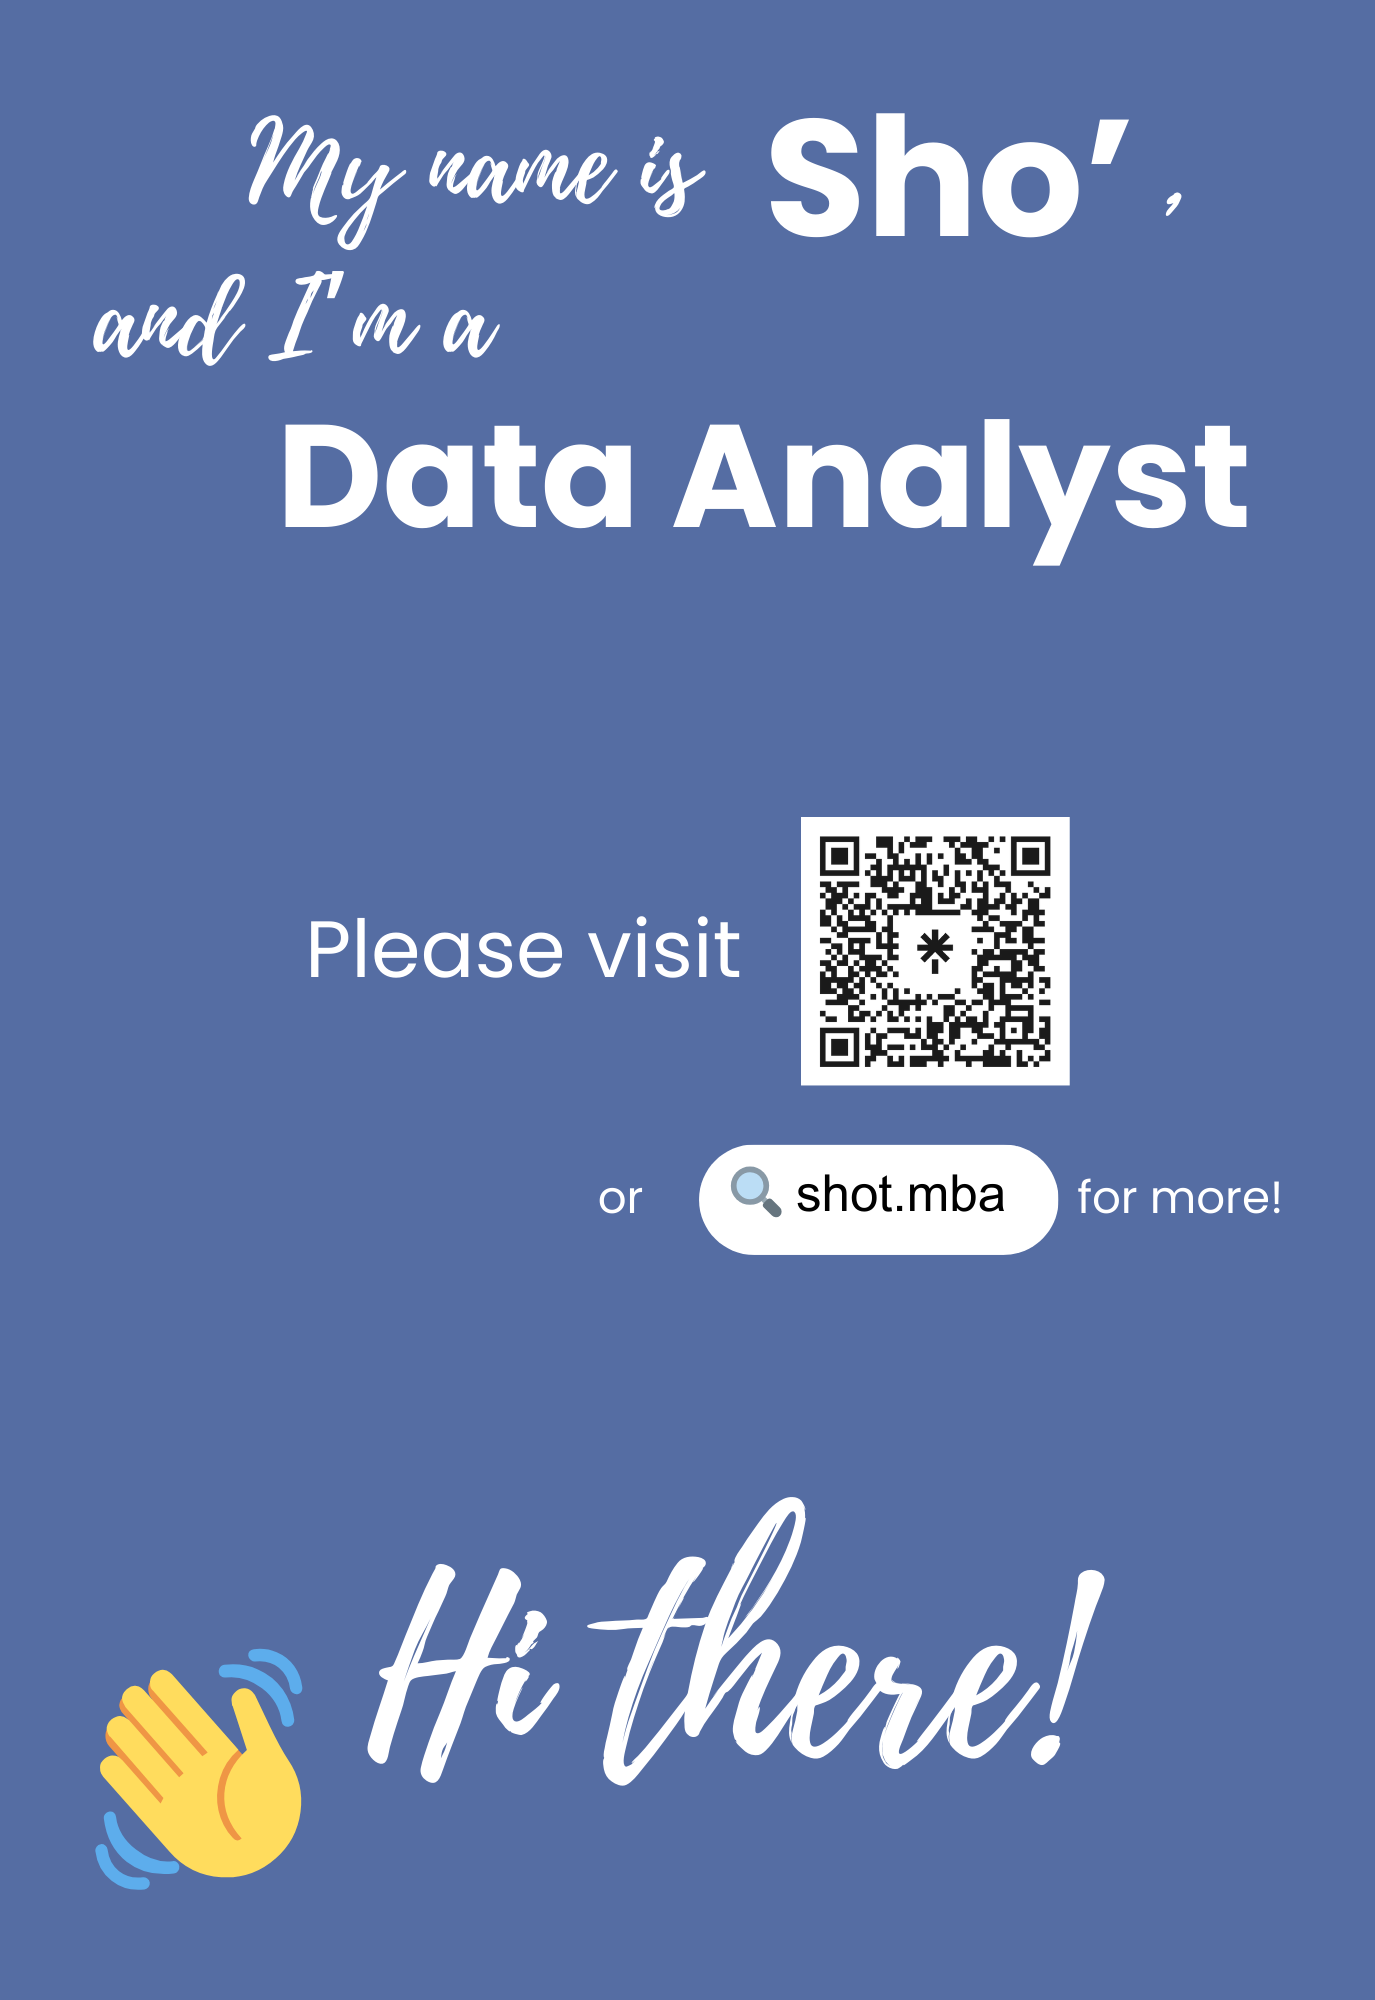 My name is Sho’ ,
and I'm a
Data Analyst
Please visit
or shot.mba for more!
Hi there!